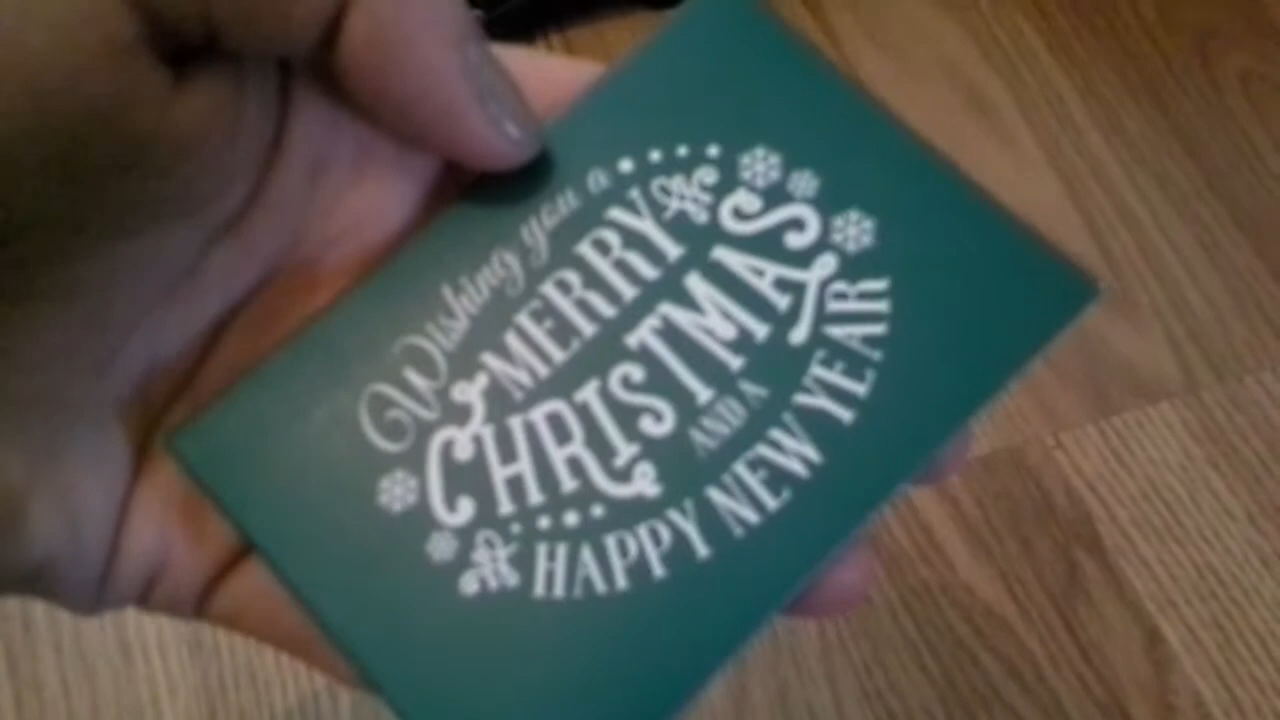 Wishing you a
MERRY
CHRISTMAS
AND A
HAPPY NEW YEAR